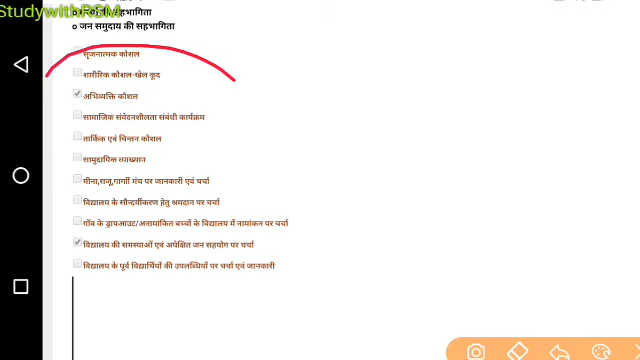 StudywithRSM
सहभागिता
o जन समुदाय की सहभागिता
सृजनात्मक कौशल
शारीरिक कौशल-खेल कूद
अभिव्यक्ति कौशल
सामाजिक संवेदनशीलता संबंधी कार्यक्रम
तार्किक एवं चिन्तन कौशल
सामुदायिक व्याख्यान
मीना,राजू,गार्गी मंच पर जानकारी एवं चर्चा
विद्यालय के सौन्दर्यीकरण हेतु श्रमदान पर चर्चा
गाँव के ड्रापआउट/अनामांकित बच्चों के विद्यालय में नामांकन पर चर्चा
विद्यालय की समस्याओं एवं अपेक्षित जन सहयोग पर चर्चा
विद्यालय के पूर्व विद्यार्थियों की उपलब्धियों पर चर्चा एवं जानकारी